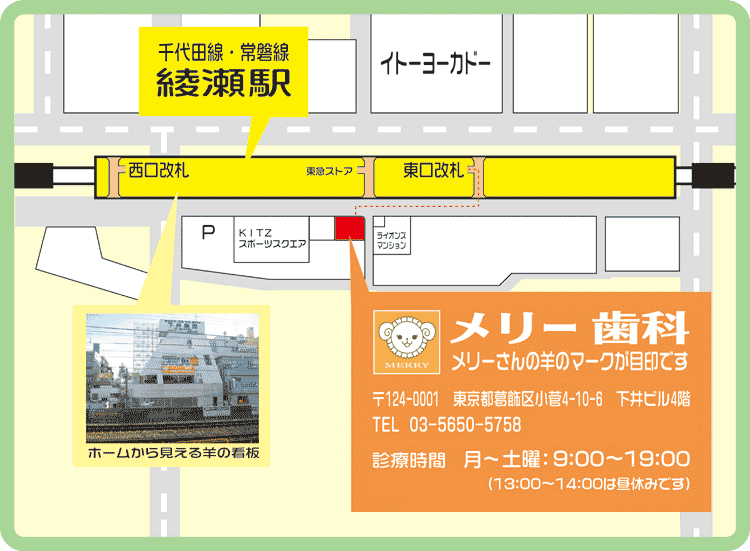 千代田線・常磐線
綾瀬駅
イトーヨーカドー
西口改札
東急ストア
東口改札
P
KITZ
スポーツスクエア
ライオンズ
マンション
メリー歯科
メリーさんの羊のマークが目印です
MERRY
〒124-0001 東京都葛飾区小菅4-10-6 下井ビル4階
TEL 03-5650-5758
診療時間 月〜土曜：9:00〜19:00
(13:00〜14:00は昼休みです)
ホームから見える羊の看板